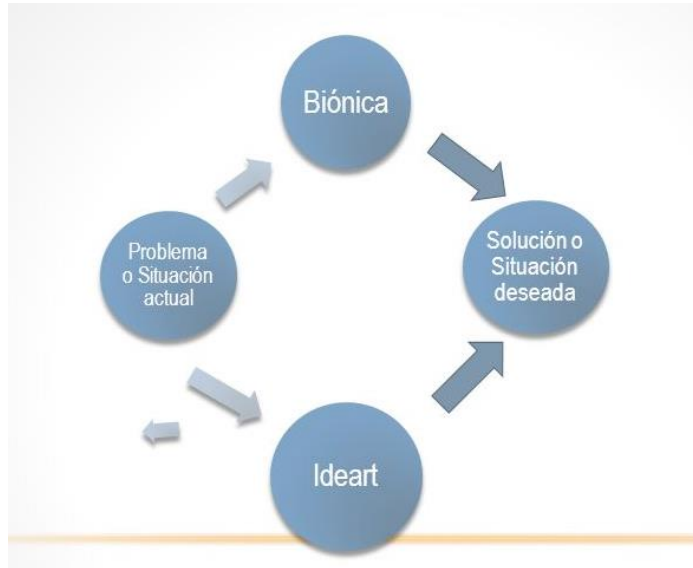 Biónica
Problema
o Situación
actual
Solución o
Situación
deseada
Ideart